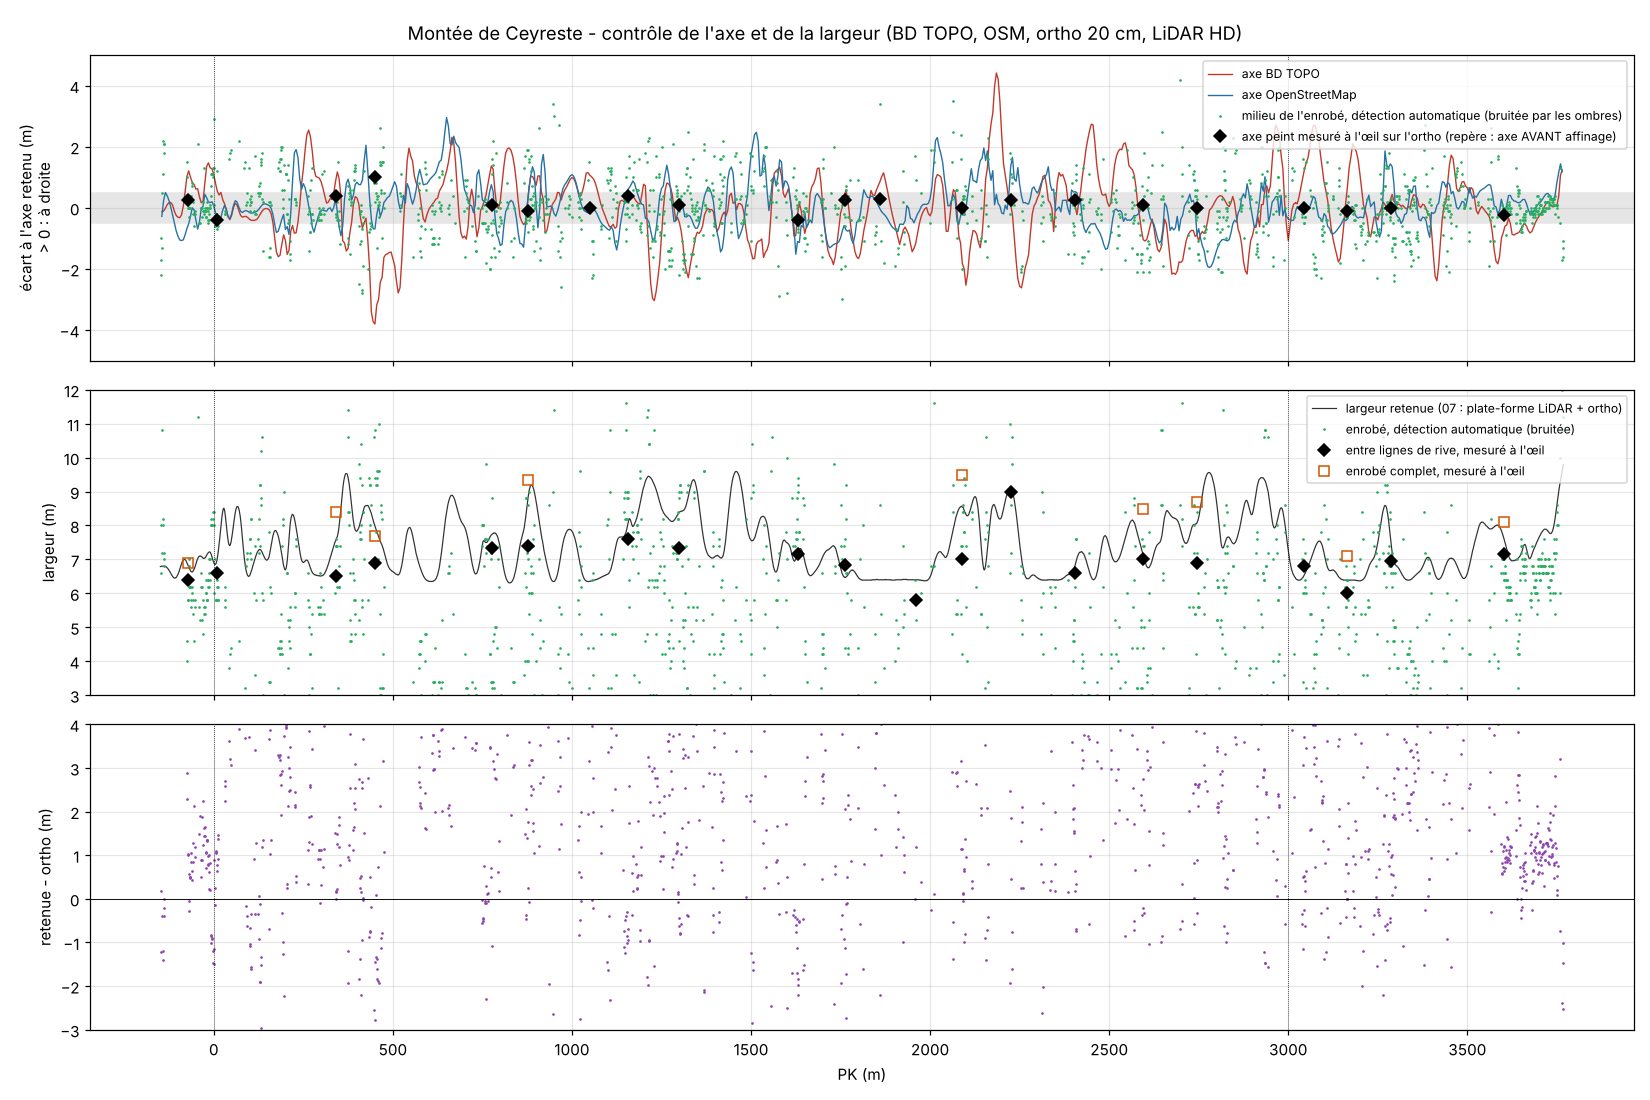 Montée de Ceyreste - contrôle de l'axe et de la largeur (BD TOPO, OSM, ortho 20 cm, LiDAR HD)
écart à l'axe retenu (m)
> 0 : à droite
4
2
0
−2
−4
axe BD TOPO
axe OpenStreetMap
milieu de l'enrobé, détection automatique (bruitée par les ombres)
axe peint mesuré à l'œil sur l'ortho (repère : axe AVANT affinage)
largeur (m)
12
11
10
9
8
7
6
5
4
3
largeur retenue (07 : plate-forme LiDAR + ortho)
enrobé, détection automatique (bruitée)
entre lignes de rive, mesuré à l'œil
enrobé complet, mesuré à l'œil
retenue - ortho (m)
4
3
2
1
0
−1
−2
−3
0 500 1000 1500 2000 2500 3000 3500
PK (m)